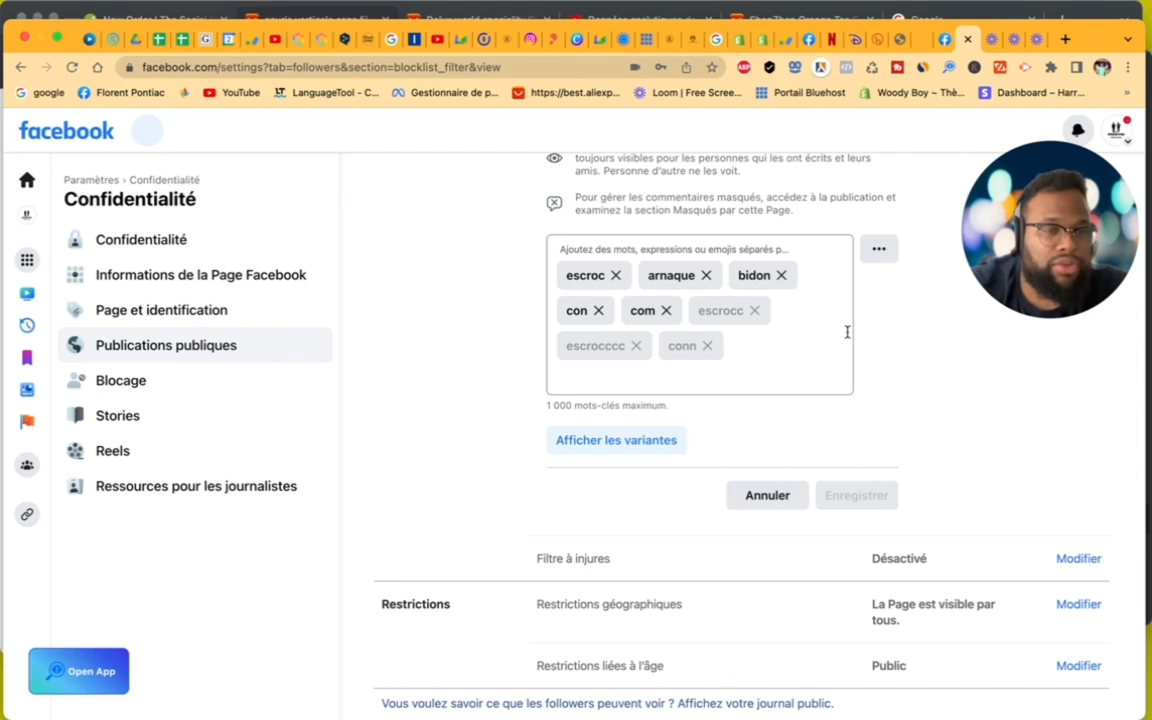 facebook.com/settings?tab=followers&section=blocklist_filter&view
google
Florent Pontiac
YouTube
LanguageTool - C...
Gestionnaire de p...
https://best.aliexp...
Loom | Free Scree...
Portail Bluehost
Woody Boy – Thè...
Dashboard – Harr...
»
facebook
Paramètres › Confidentialité
Confidentialité
Confidentialité
Informations de la Page Facebook
Page et identification
Publications publiques
Blocage
Stories
Reels
Ressources pour les journalistes
Open App
toujours visibles pour les personnes qui les ont écrits et leurs
amis. Personne d'autre ne les voit.
Pour gérer les commentaires masqués, accédez à la publication et
examinez la section Masqués par cette Page.
Ajoutez des mots, expressions ou emojis séparés p...
escroc
arnaque
bidon
con
com
escrocc
escrocccc
conn
1 000 mots-clés maximum.
Afficher les variantes
Annuler
Enregistrer
Filtre à injures
Désactivé
Modifier
Restrictions
Restrictions géographiques
La Page est visible par
tous.
Modifier
Restrictions liées à l'âge
Public
Modifier
Vous voulez savoir ce que les followers peuvent voir ? Affichez votre journal public.